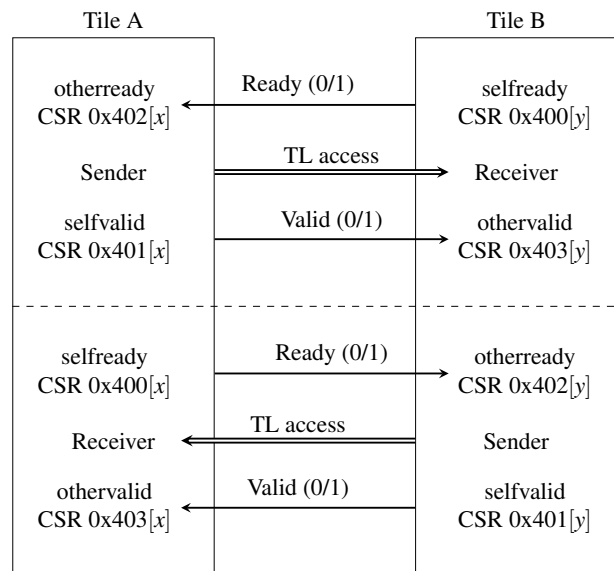 Tile A Tile B
otherready Ready (0/1) selfready
CSR 0x402[x] CSR 0x400[y]
Sender TL access Receiver
selfvalid Valid (0/1) othervalid
CSR 0x401[x] CSR 0x403[y]
selfready Ready (0/1) otherready
CSR 0x400[x] CSR 0x402[y]
Receiver TL access Sender
othervalid Valid (0/1) selfvalid
CSR 0x403[x] CSR 0x401[y]